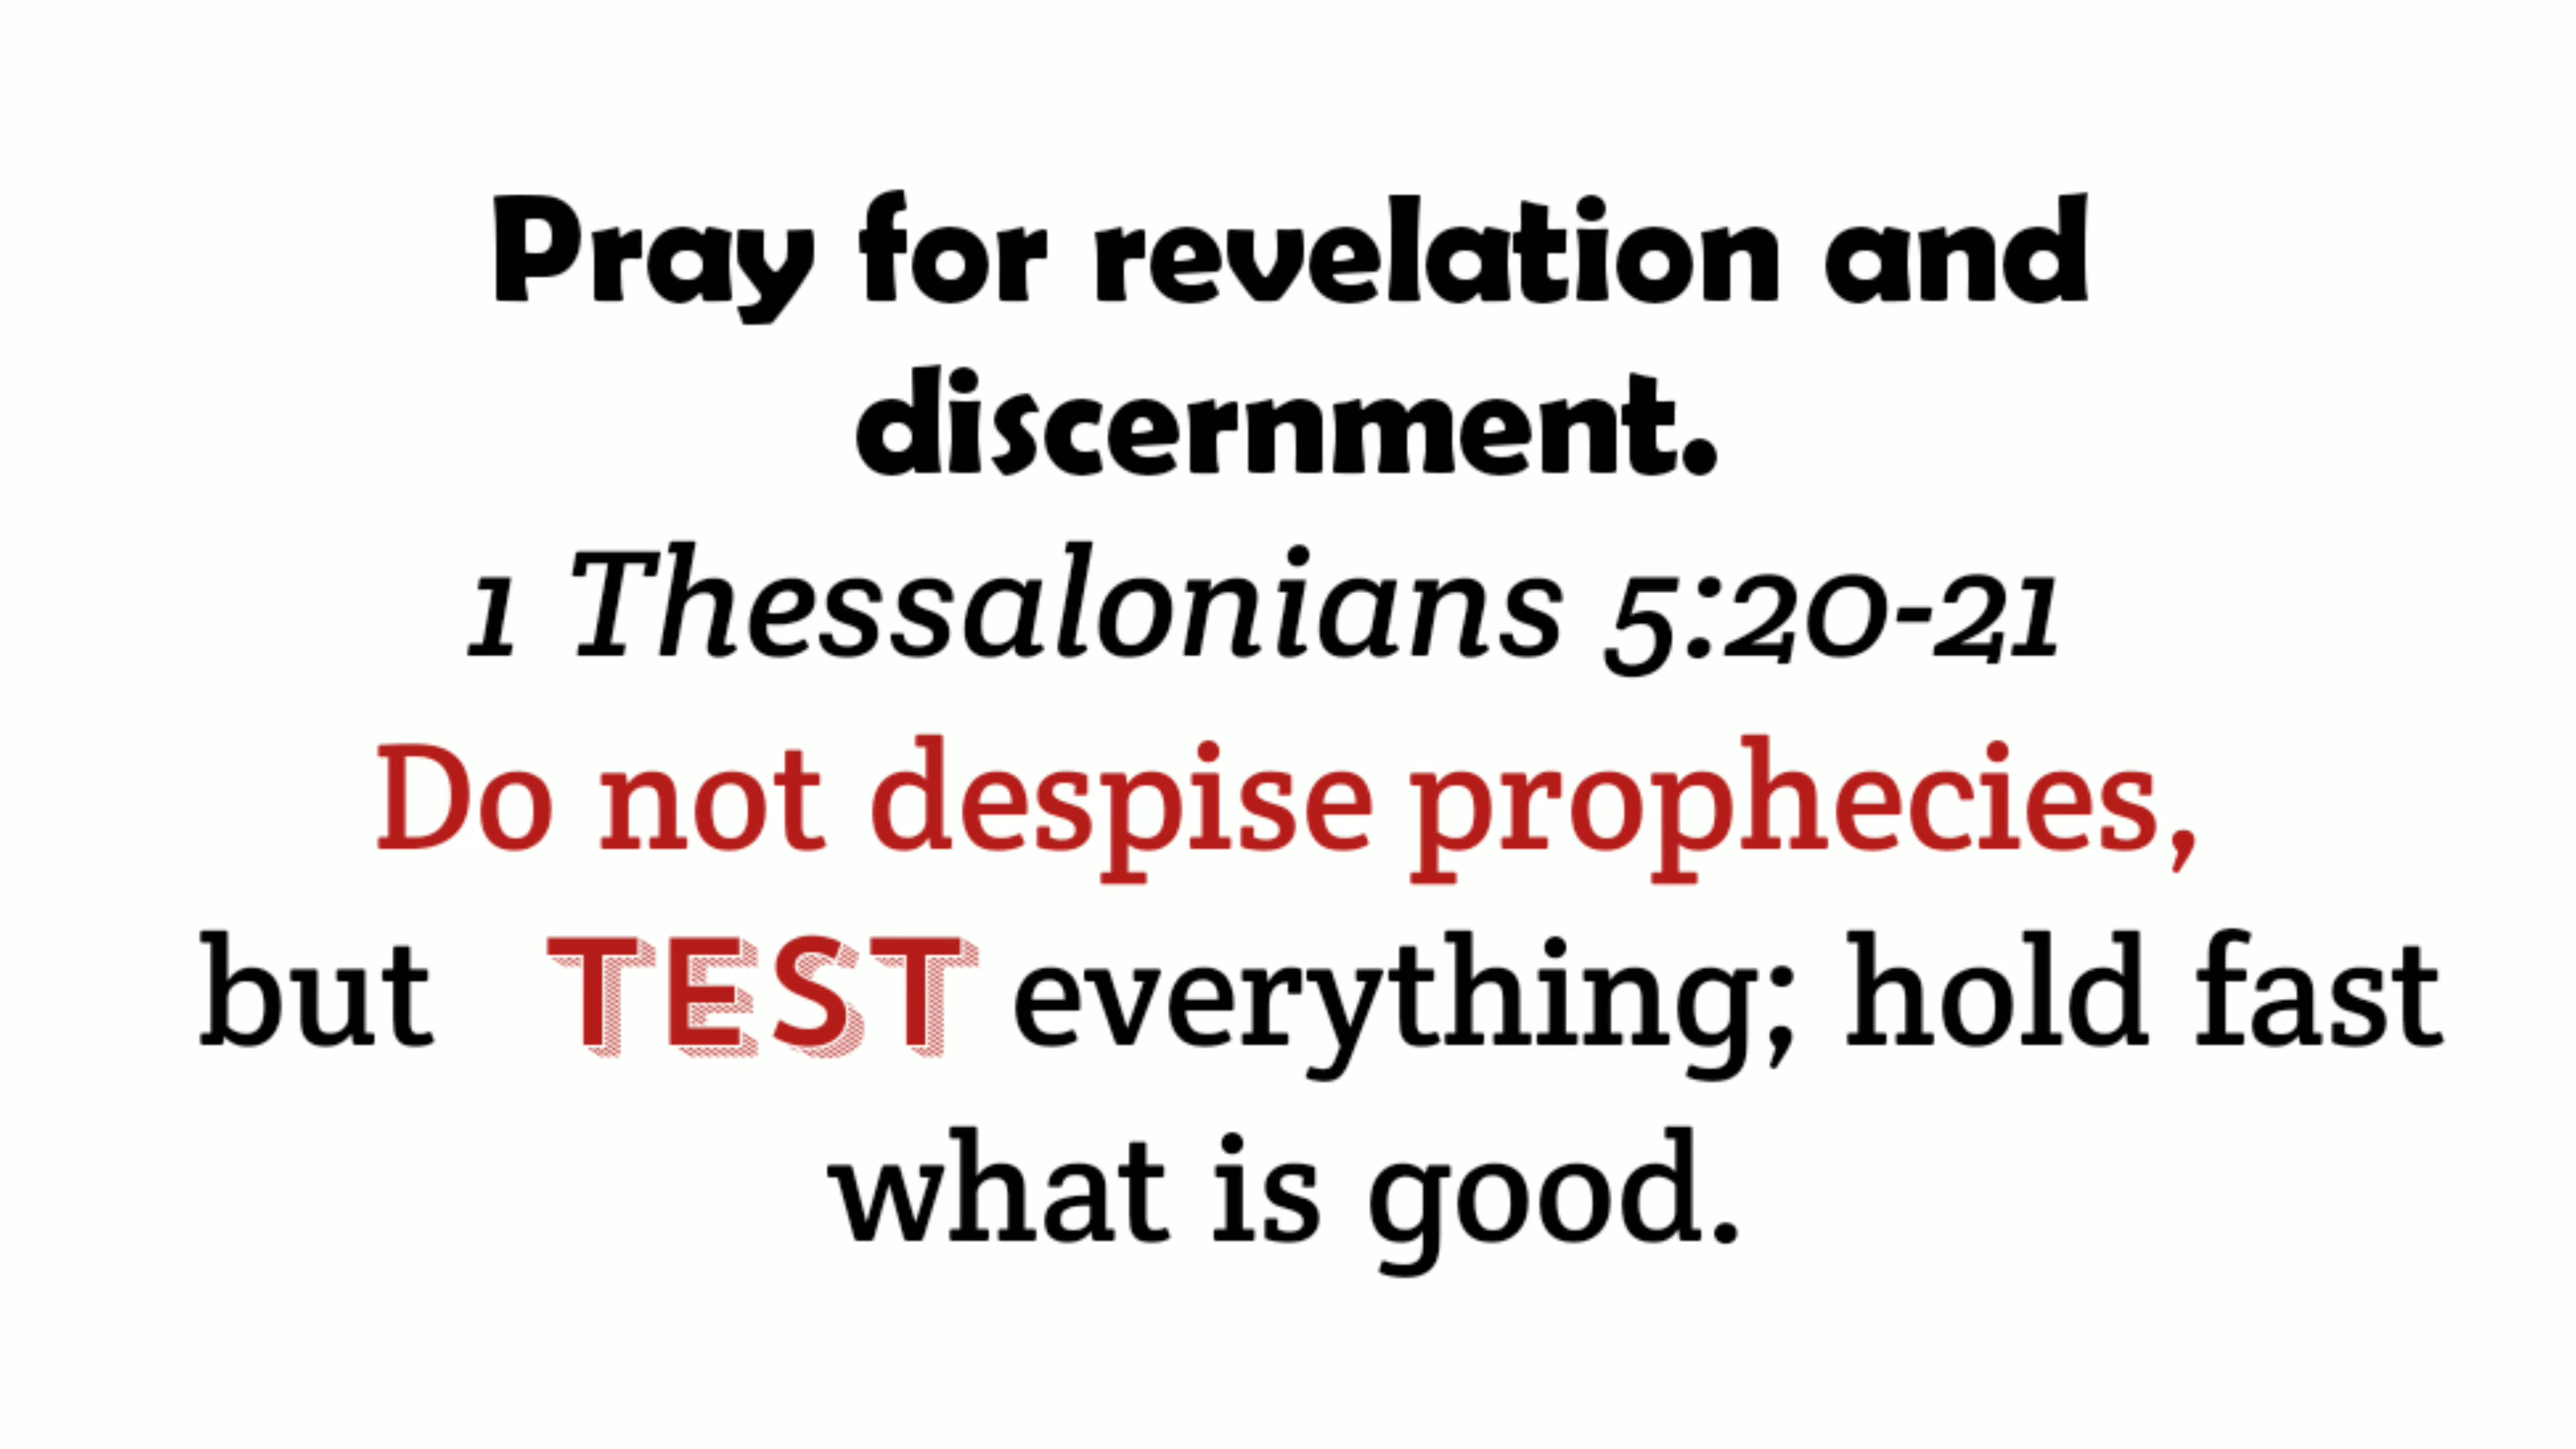 Pray for revelation and
discernment.
1 Thessalonians 5:20-21
Do not despise prophecies,
but TEST everything; hold fast
what is good.